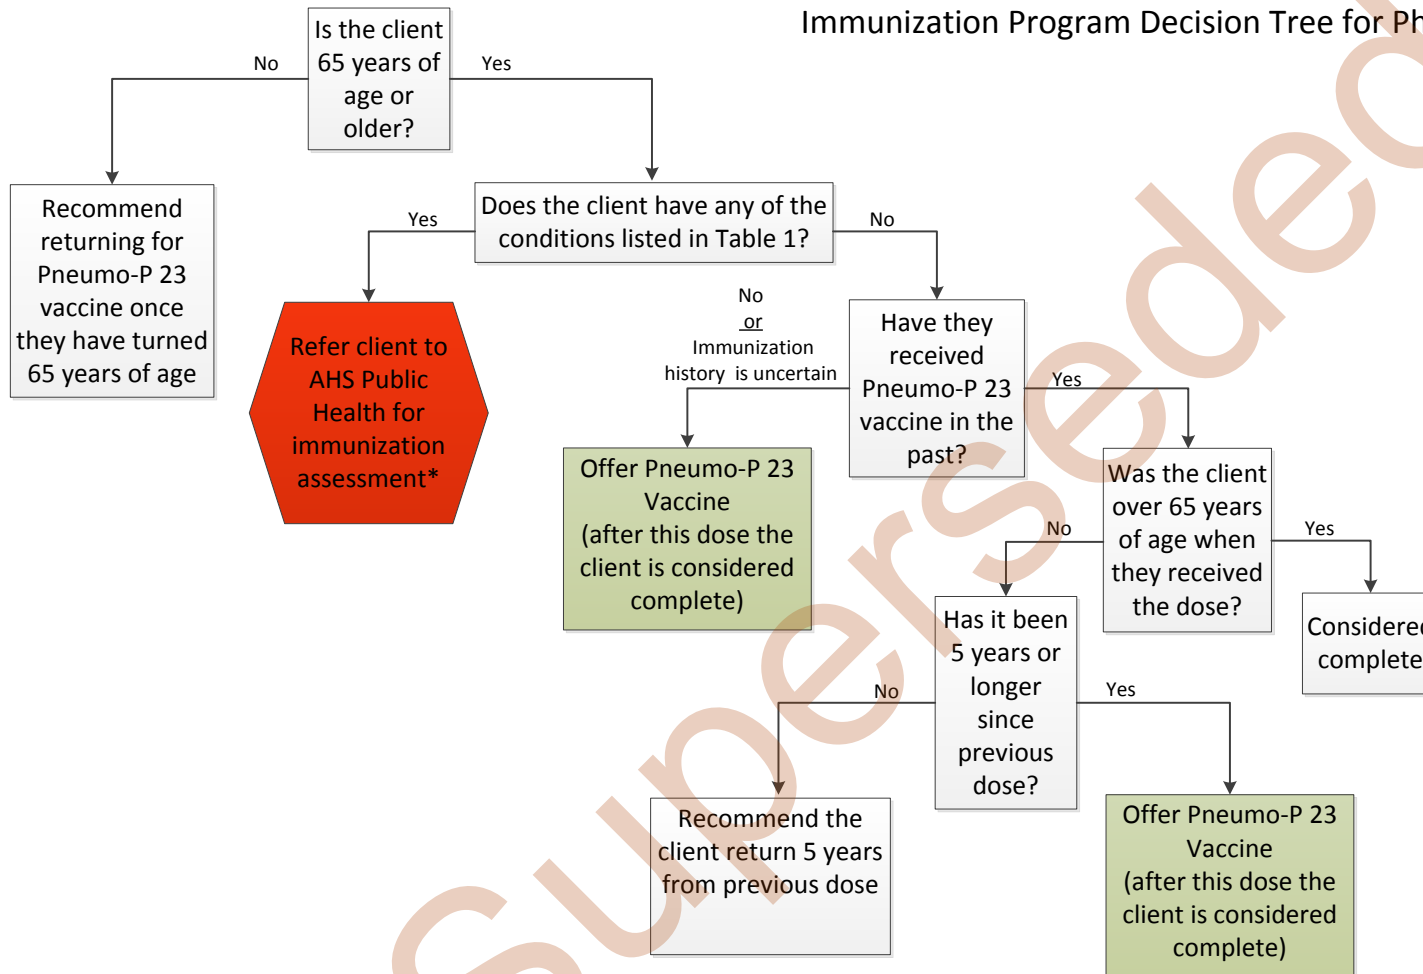 Immunization Program Decision Tree for Ph
Is the client
65 years of
age or
older?
No
Yes
Recommend
returning for
Pneumo-P 23
vaccine once
they have turned
65 years of age
Does the client have any of the
conditions listed in Table 1?
Yes
No
Refer client to
AHS Public
Health for
immunization
assessment*
Have they
received
Pneumo-P 23
vaccine in the
past?
No
or
Immunization
history is uncertain
Yes
Offer Pneumo-P 23
Vaccine
(after this dose the
client is considered
complete)
Was the client
over 65 years
of age when
they received
the dose?
No
Yes
Considered
complete
Has it been
5 years or
longer
since
previous
dose?
No
Yes
Recommend the
client return 5 years
from previous dose
Offer Pneumo-P 23
Vaccine
(after this dose the
client is considered
complete)
Superseded